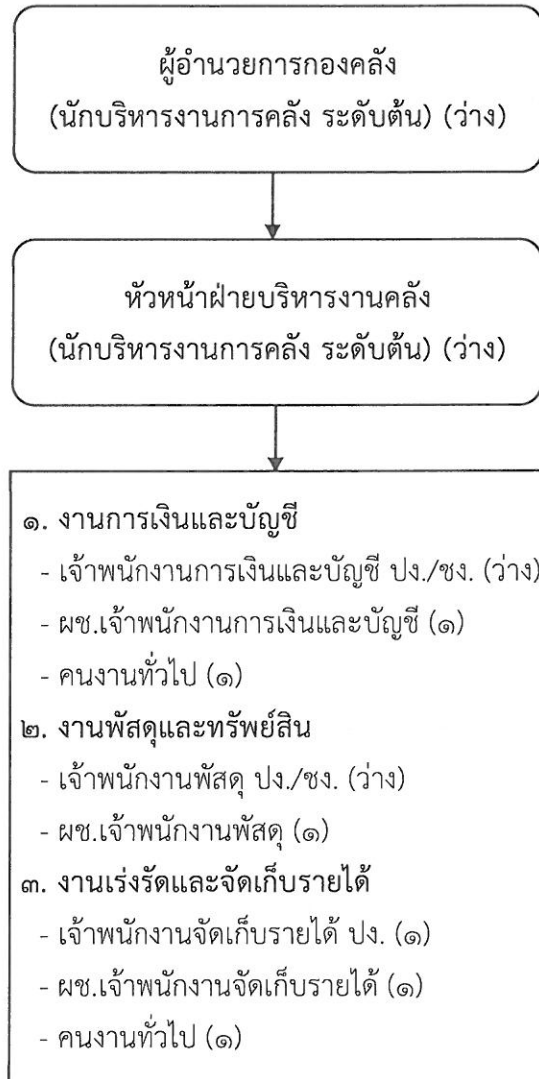 ผู้อำนวยการกองคลัง
(นักบริหารงานการคลัง ระดับต้น) (ว่าง)
หัวหน้าฝ่ายบริหารงานคลัง
(นักบริหารงานการคลัง ระดับต้น) (ว่าง)
๑. งานการเงินและบัญชี
- เจ้าพนักงานการเงินและบัญชี ปง./ชง. (ว่าง)
- ผช.เจ้าพนักงานการเงินและบัญชี (๑)
- คนงานทั่วไป (๑)
๒. งานพัสดุและทรัพย์สิน
- เจ้าพนักงานพัสดุ ปง./ชง. (ว่าง)
- ผช.เจ้าพนักงานพัสดุ (๑)
๓. งานเร่งรัดและจัดเก็บรายได้
- เจ้าพนักงานจัดเก็บรายได้ ปง. (๑)
- ผช.เจ้าพนักงานจัดเก็บรายได้ (๑)
- คนงานทั่วไป (๑)